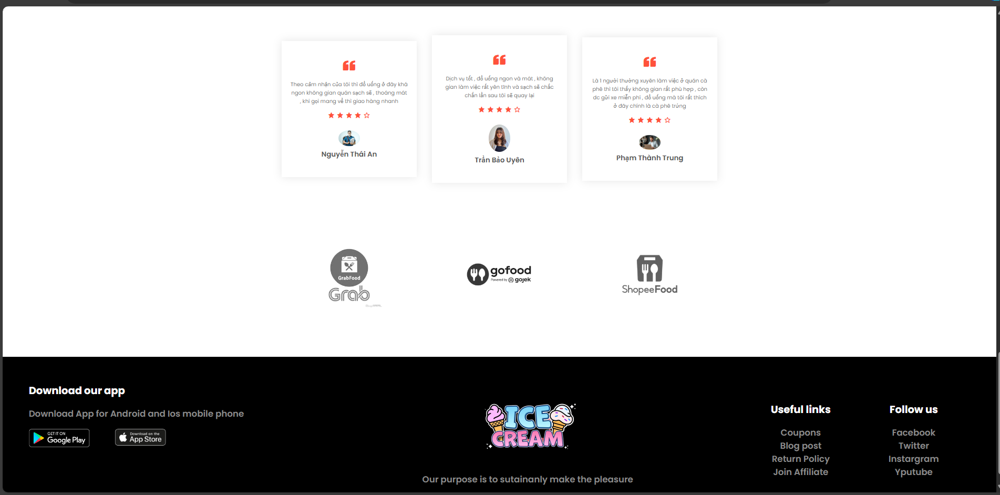 Theo cảm nhận của tôi thì đồ uống ở đây khá
ngon không gian quán sạch sẽ , thoáng mát
, khi gọi mang về thì giao hàng nhanh
Nguyễn Thái An
Dịch vụ tốt , đồ uống ngon và mát , không
gian làm việc rất yên tĩnh và sạch sẽ chắc
chắn lần sau tôi sẽ quay lại
Trần Bảo Uyên
Là 1 người thường xuyên làm việc ở quán cà
phê thì tôi thấy không gian rất phù hợp , còn
dc gửi xe miễn phí , đồ uống mà tôi rất thích
ở đây chính là cà phê trứng
Phạm Thành Trung
GrabFood
Grab
gofood
Powered by gojek
ShopeeFood
Download our app
Download App for Android and Ios mobile phone
GET IT ON
Google Play
Download on the
App Store
ICE
CREAM
Our purpose is to sutainanly make the pleasure
Useful links
Coupons
Blog post
Return Policy
Join Affiliate
Follow us
Facebook
Twitter
Instargram
Yputube